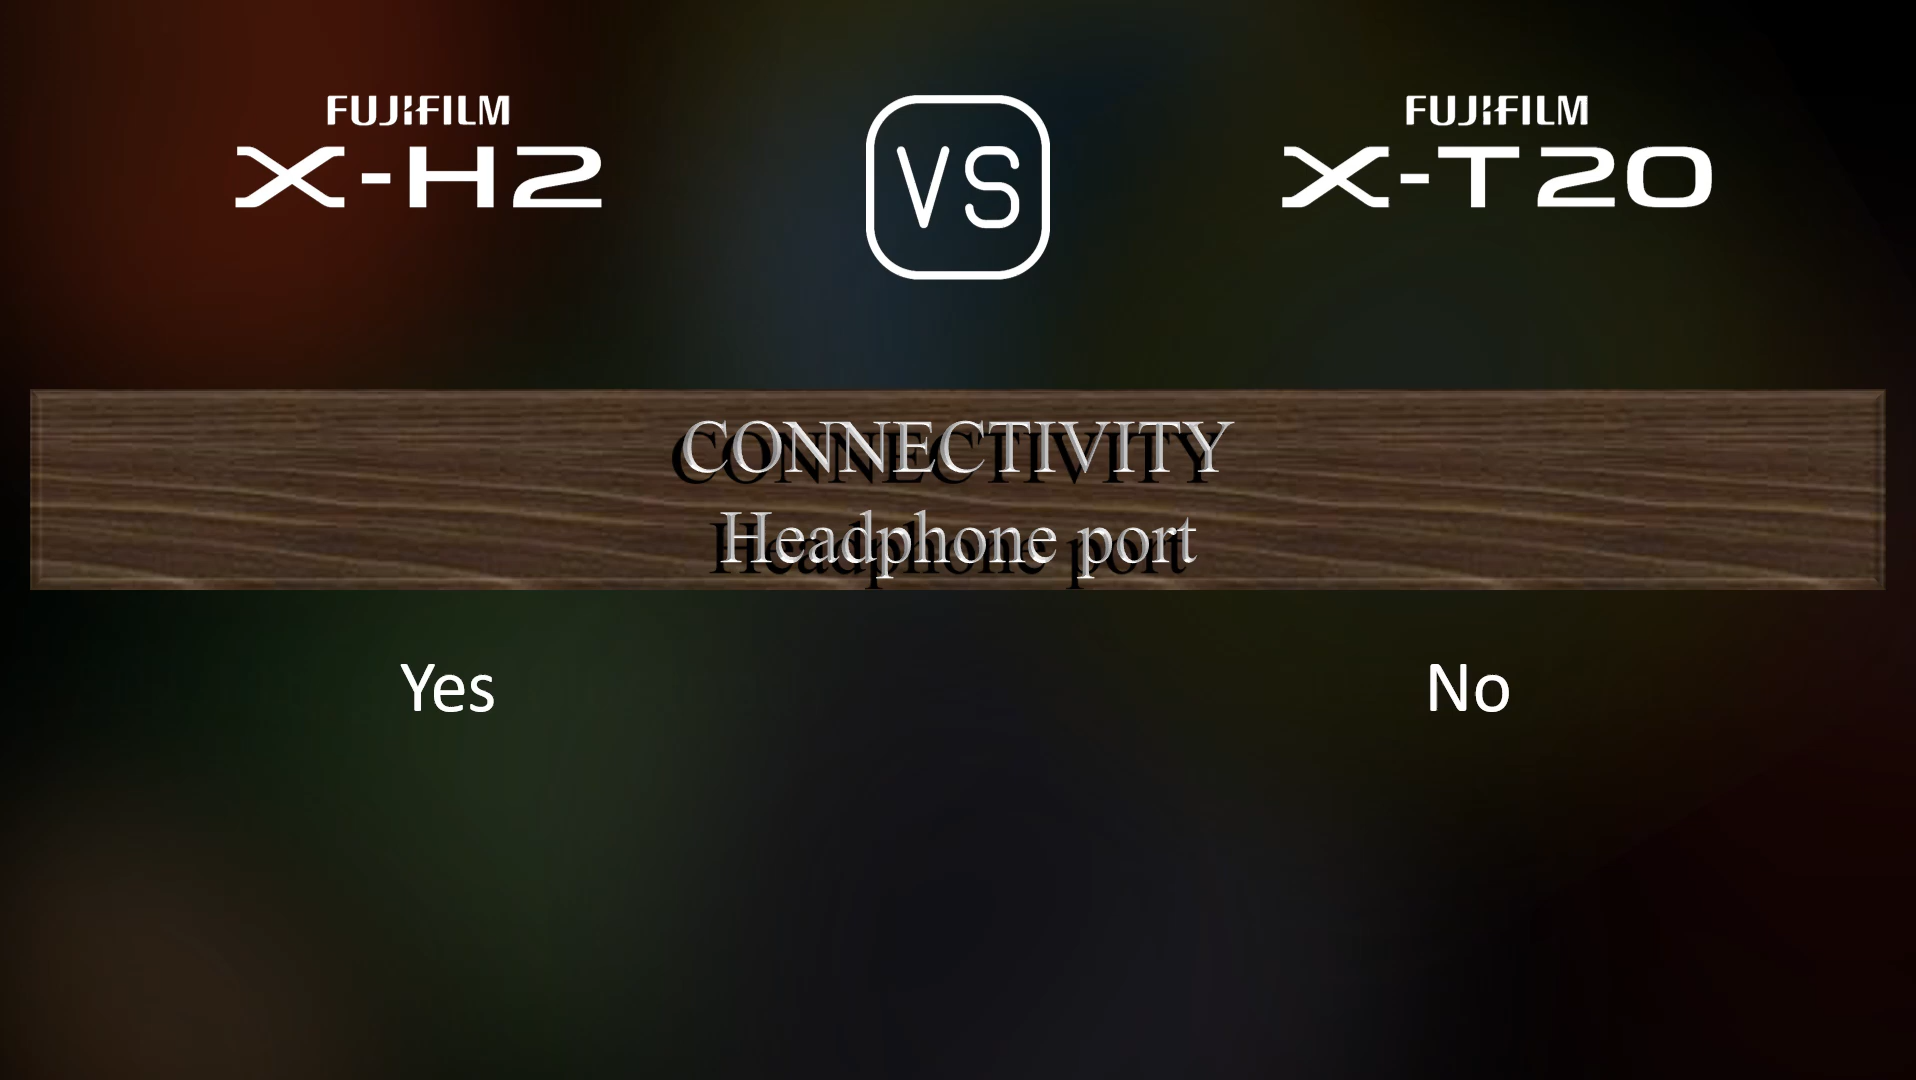 FUJIFILM
X-H2
VS
FUJIFILM
X-T20
CONNECTIVITY
Headphone port
Yes
No